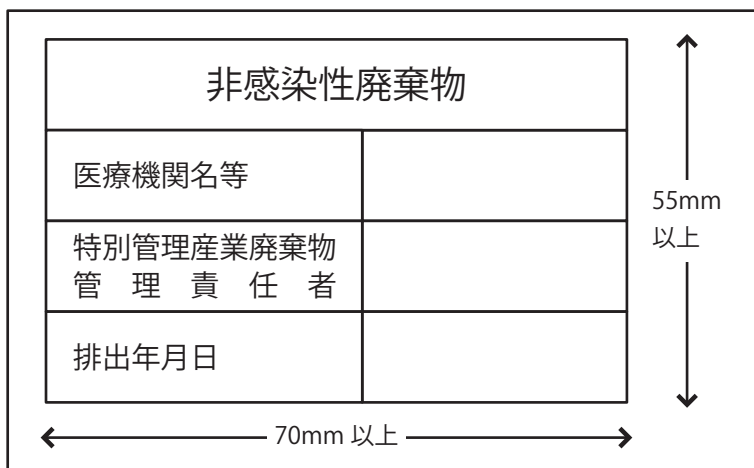 非感染性廃棄物
医療機関名等
特別管理産業廃棄物
管理責任者
排出年月日
55mm
以上
70mm 以上